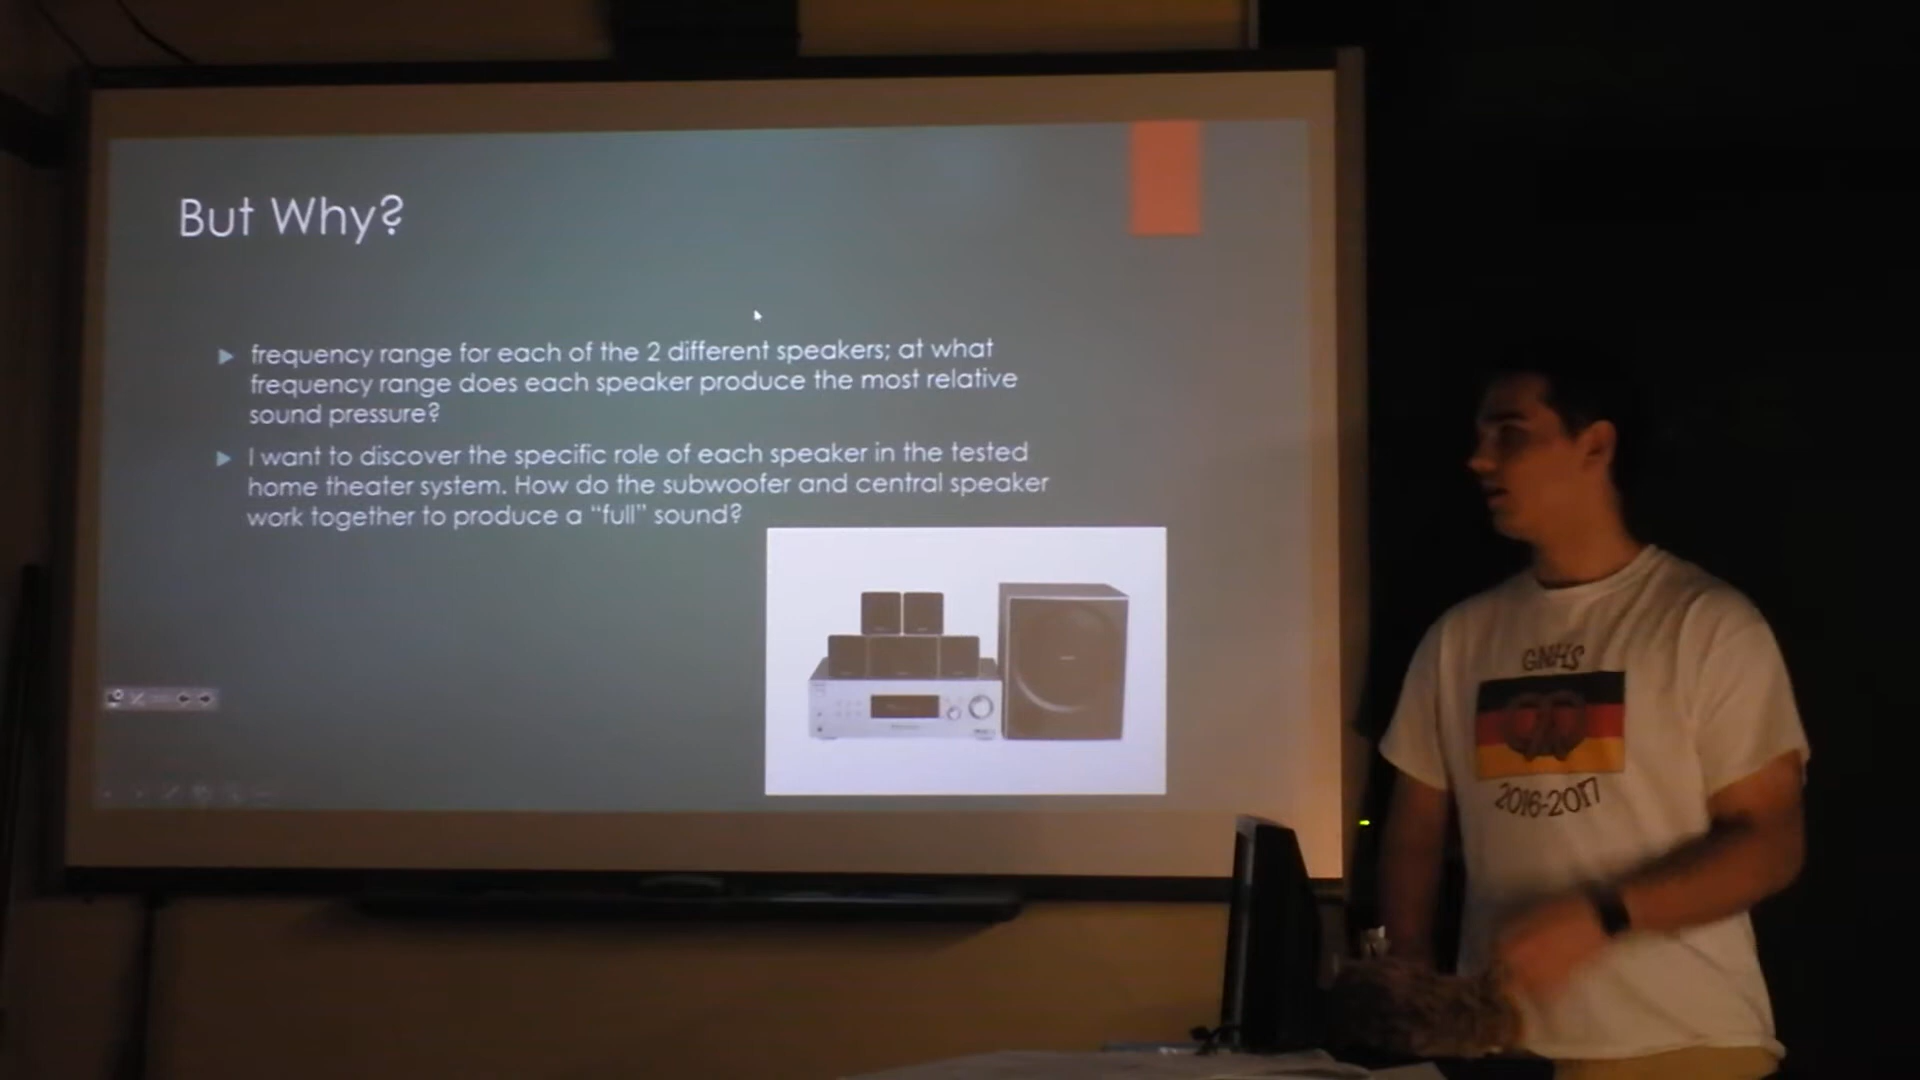 But Why?
frequency range for each of the 2 different speakers; at what
frequency range does each speaker produce the most relative
sound pressure?
I want to discover the specific role of each speaker in the tested
home theater system. How do the subwoofer and central speaker
work together to produce a “full” sound?
GNHS
2016-2017